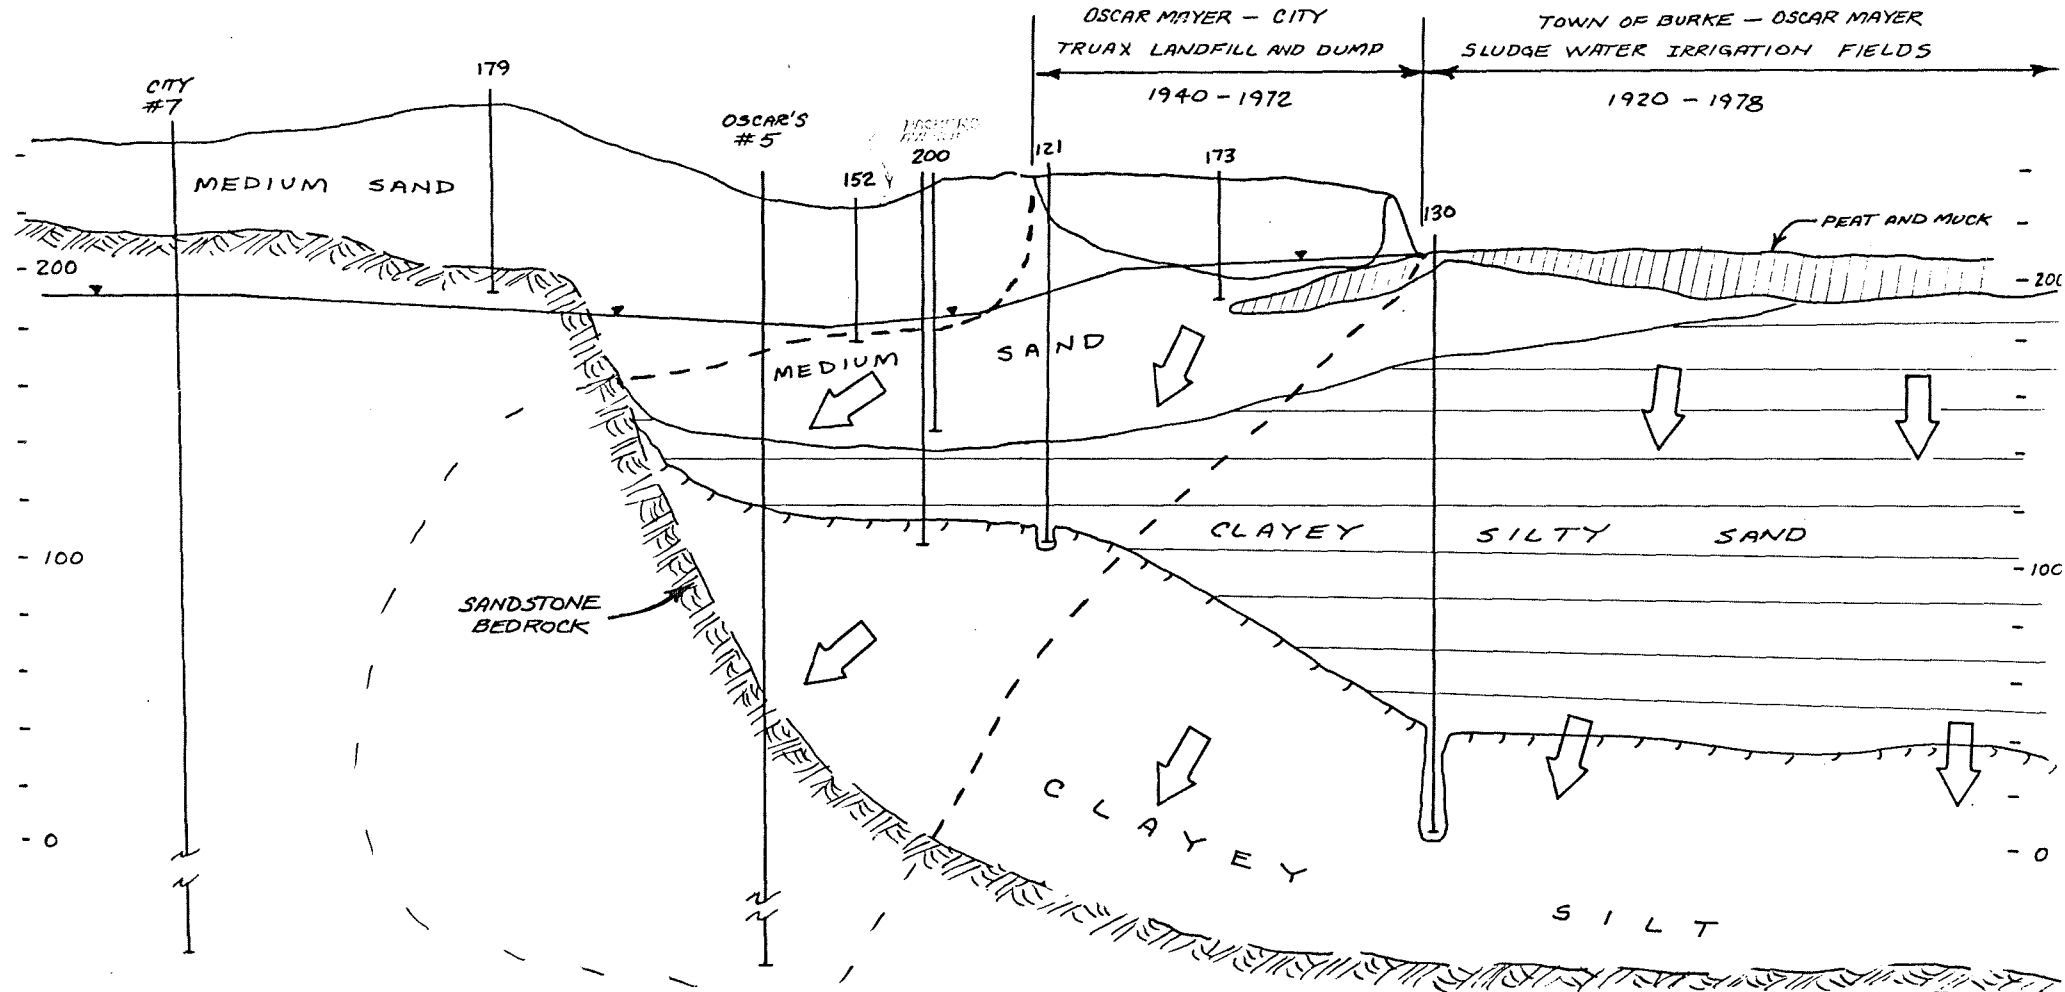 OSCAR MAYER – CITY
TRUAX LANDFILL AND DUMP
1940 – 1972
TOWN OF BURKE – OSCAR MAYER
SLUDGE WATER IRRIGATION FIELDS
1920 – 1978
CITY
#7
179
OSCAR'S
#5
152
200
121
173
130
PEAT AND MUCK
MEDIUM SAND
- 200
- 200
MEDIUM SAND
CLAYEY SILTY SAND
- 100
- 100
SANDSTONE
BEDROCK
CLAYEY
SILT
- 0
- 0